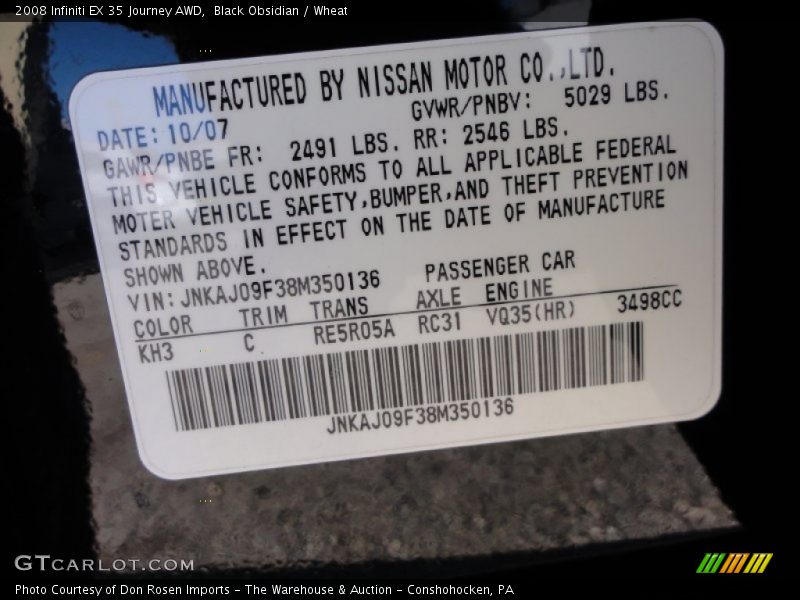 2008 Infiniti EX 35 Journey AWD,  Black Obsidian / Wheat
MANUFACTURED BY NISSAN MOTOR CO.,LTD.
DATE: 10/07 GVWR/PNBV: 5029 LBS.
GAWR/PNBE FR: 2491 LBS. RR: 2546 LBS.
THIS VEHICLE CONFORMS TO ALL APPLICABLE FEDERAL
MOTER VEHICLE SAFETY,BUMPER,AND THEFT PREVENTION
STANDARDS IN EFFECT ON THE DATE OF MANUFACTURE
SHOWN ABOVE.
VIN: JNKAJ09F38M350136 PASSENGER CAR
COLOR TRIM TRANS AXLE ENGINE
KH3 C RE5R05A RC31 VQ35(HR) 3498CC
JNKAJ09F38M350136
GTCARLOT.COM
Photo Courtesy of Don Rosen Imports - The Warehouse & Auction - Conshohocken, PA